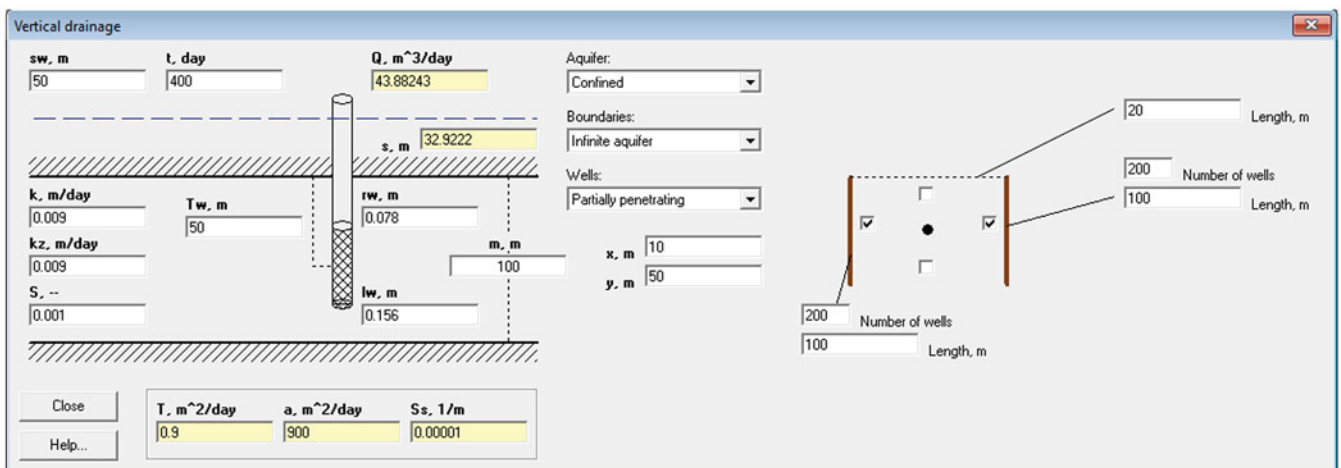 Vertical drainage
sw, m t, day Q, m^3/day Aquifer:
50 400 43.88243 Confined
20 Length, m
Boundaries:
s, m 32.9222 Infinite aquifer
Wells:
200 Number of wells
k, m/day Tw, m rw, m Partially penetrating 100 Length, m
0.009 50 0.078
kz, m/day m, m x, m 10
0.009 100 y, m 50
S, -- lw, m
0.001 0.156
200 Number of wells
100 Length, m
Close T, m^2/day a, m^2/day Ss, 1/m
0.9 900 0.00001
Help...